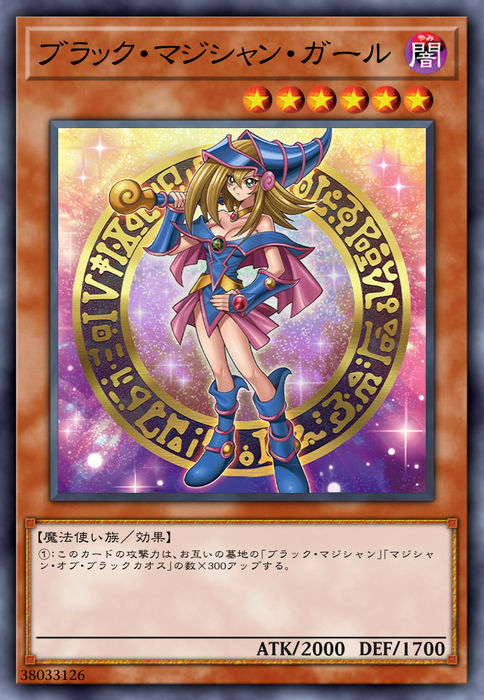 ブラック・マジシャン・ガール
やみ
闇
【魔法使い族/効果】
①:このカードの攻撃力は、お互いの墓地の「ブラック・マジシャン」「マジシャ
ン・オブ・ブラックカオス」の数×300アップする。
ATK/2000 DEF/1700
38033126